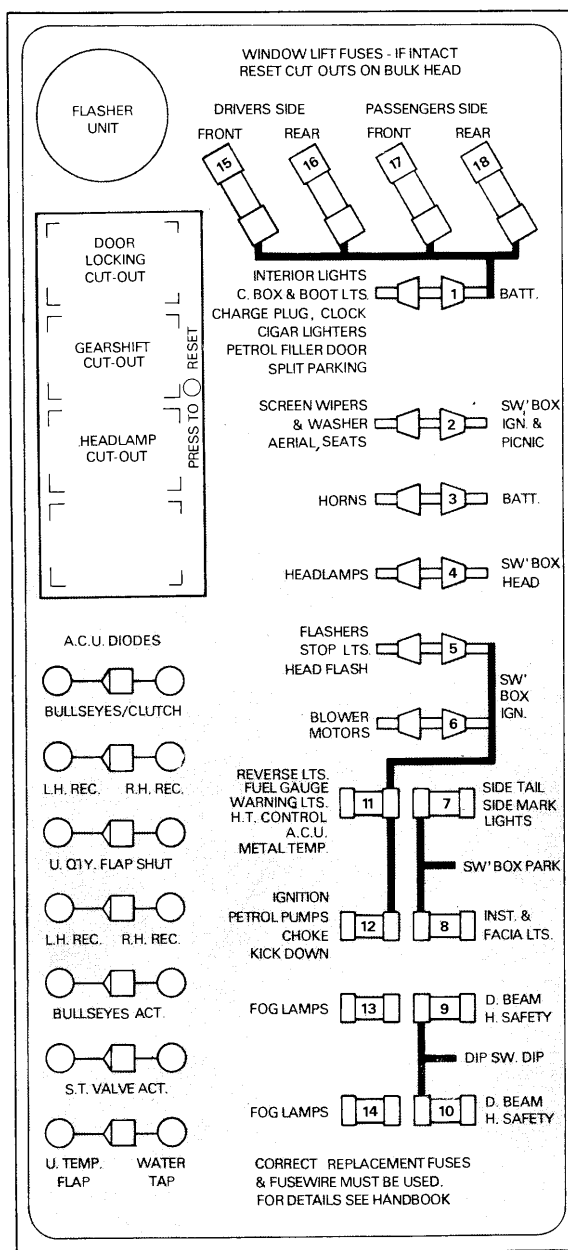 WINDOW LIFT FUSES - IF INTACT
RESET CUT OUTS ON BULK HEAD
FLASHER
UNIT
DRIVERS SIDE
PASSENGERS SIDE
FRONT
REAR
FRONT
REAR
15
16
17
18
DOOR
LOCKING
CUT-OUT
GEARSHIFT
CUT-OUT
HEADLAMP
CUT-OUT
PRESS TO RESET
INTERIOR LIGHTS
C. BOX & BOOT LTS.
CHARGE PLUG, CLOCK
CIGAR LIGHTERS
PETROL FILLER DOOR
SPLIT PARKING
1
BATT.
SCREEN WIPERS
& WASHER
AERIAL, SEATS
2
SW' BOX
IGN. &
PICNIC
HORNS
3
BATT.
HEADLAMPS
4
SW' BOX
HEAD
FLASHERS
STOP LTS.
HEAD FLASH
5
SW'
BOX
IGN.
BLOWER
MOTORS
6
REVERSE LTS.
FUEL GAUGE
WARNING LTS.
H.T. CONTROL
A.C.U.
METAL TEMP.
11
7
SIDE TAIL
SIDE MARK
LIGHTS
SW' BOX PARK
IGNITION
PETROL PUMPS
CHOKE
KICK DOWN
12
8
INST. &
FACIA LTS.
FOG LAMPS
13
9
D. BEAM
H. SAFETY
DIP SW. DIP
FOG LAMPS
14
10
D. BEAM
H. SAFETY
A.C.U. DIODES
BULLSEYES/CLUTCH
L.H. REC.
R.H. REC.
U. QTY. FLAP SHUT
L.H. REC.
R.H. REC.
BULLSEYES ACT.
S.T. VALVE ACT.
U. TEMP.
FLAP
WATER
TAP
CORRECT REPLACEMENT FUSES
& FUSEWIRE MUST BE USED.
FOR DETAILS SEE HANDBOOK